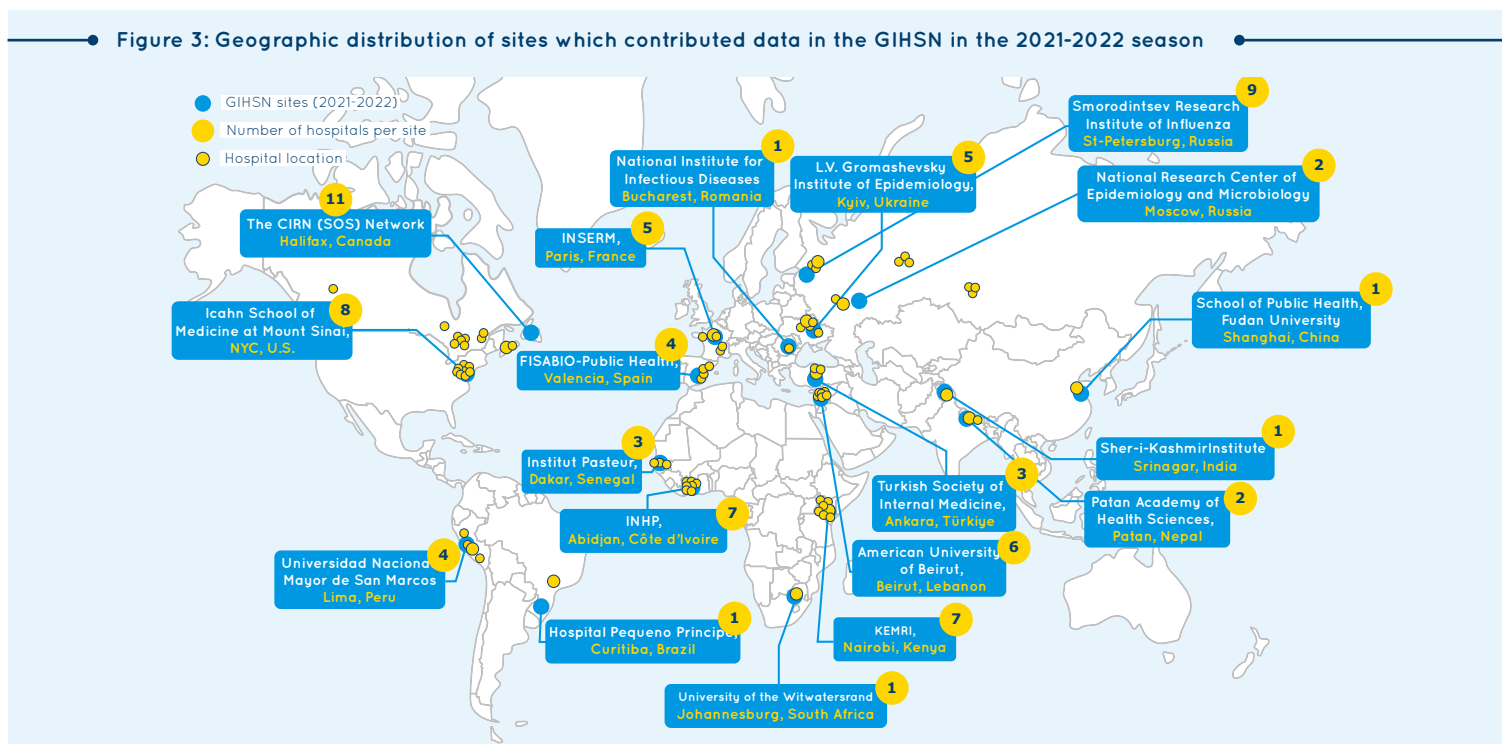 Figure 3: Geographic distribution of sites which contributed data in the GIHSN in the 2021-2022 season
GIHSN sites (2021-2022)
Number of hospitals per site
Hospital location
11
The CIRN (SOS) Network
Halifax, Canada
8
Icahn School of
Medicine at Mount Sinai,
NYC, U.S.
5
INSERM,
Paris, France
1
National Institute for
Infectious Diseases
Bucharest, Romania
5
L.V. Gromashevsky
Institute of Epidemiology,
Kyiv, Ukraine
9
Smorodintsev Research
Institute of Influenza
St-Petersburg, Russia
2
National Research Center of
Epidemiology and Microbiology
Moscow, Russia
1
School of Public Health,
Fudan University
Shanghai, China
4
FISABIO-Public Health,
Valencia, Spain
3
Institut Pasteur,
Dakar, Senegal
7
INHP,
Abidjan, Côte d'Ivoire
3
Turkish Society of
Internal Medicine,
Ankara, Türkiye
1
Sher-i-KashmirInstitute
Srinagar, India
2
Patan Academy of
Health Sciences,
Patan, Nepal
6
American University
of Beirut,
Beirut, Lebanon
4
Universidad Naciona
Mayor de San Marcos
Lima, Peru
1
Hospital Pequeno Principe,
Curitiba, Brazil
7
KEMRI,
Nairobi, Kenya
1
University of the Witwatersrand
Johannesburg, South Africa